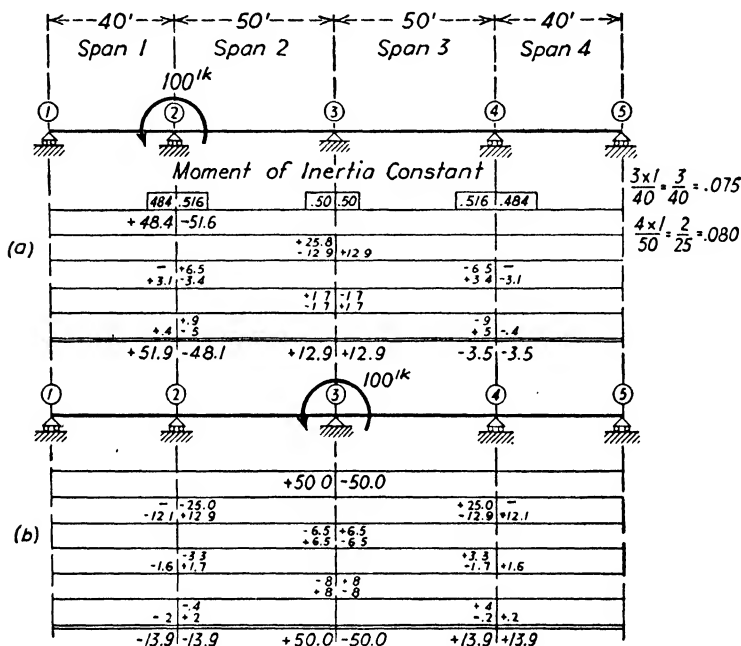 40' 50' 50' 40'
Span 1 Span 2 Span 3 Span 4
100'k
1 2 3 4 5
Moment of Inertia Constant
3x1/40 = 3/40 = .075
.484 .516 .50 .50 .516 .484
4x1/50 = 2/25 = .080
+48.4 -51.6
(a)
+25.8
-12.9 +12.9
- +6.5 -6.5 -
+3.1 -3.4 +3.4 -3.1
+1.7 -1.7
-1.7 +1.7
+.9 -.9
+.4 -.5 +.5 -.4
+51.9 -48.1 +12.9 +12.9 -3.5 -3.5
100'k
1 2 3 4 5
+50.0 -50.0
- -25.0 +25.0 -
-12.1 +12.9 -12.9 +12.1
(b)
-6.5 +6.5
+6.5 -6.5
-3.3 +3.3
-1.6 +1.7 -1.7 +1.6
-.8 +.8
+.8 -.8
-.4 +.4
-.2 +.2 -.2 +.2
-13.9 -13.9 +50.0 -50.0 +13.9 +13.9